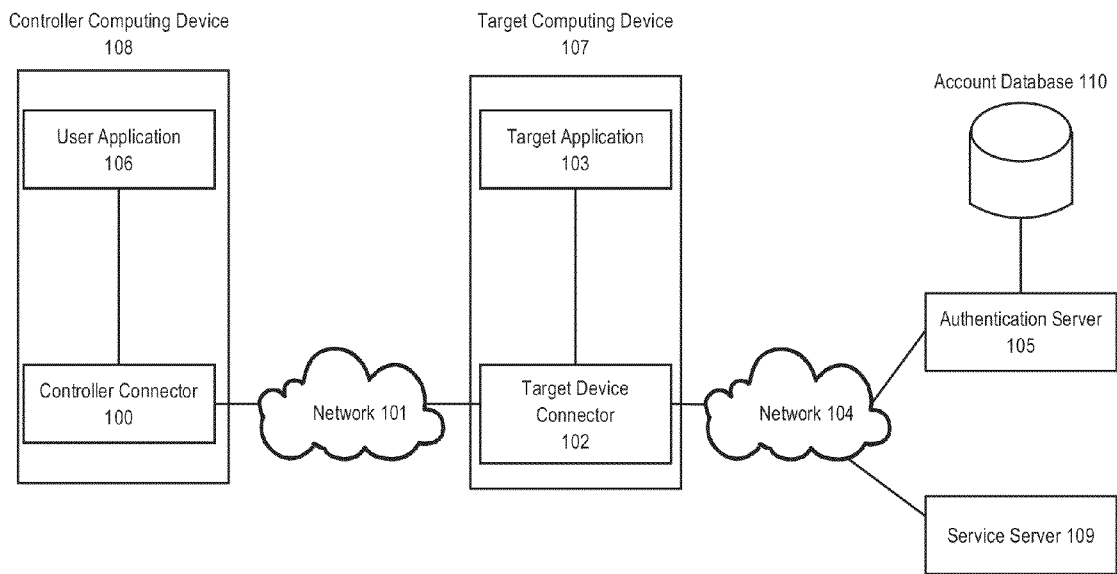 Controller Computing Device
108
Target Computing Device
107
Account Database 110
User Application
106
Target Application
103
Authentication Server
105
Controller Connector
100
Network 101
Target Device
Connector
102
Network 104
Service Server 109